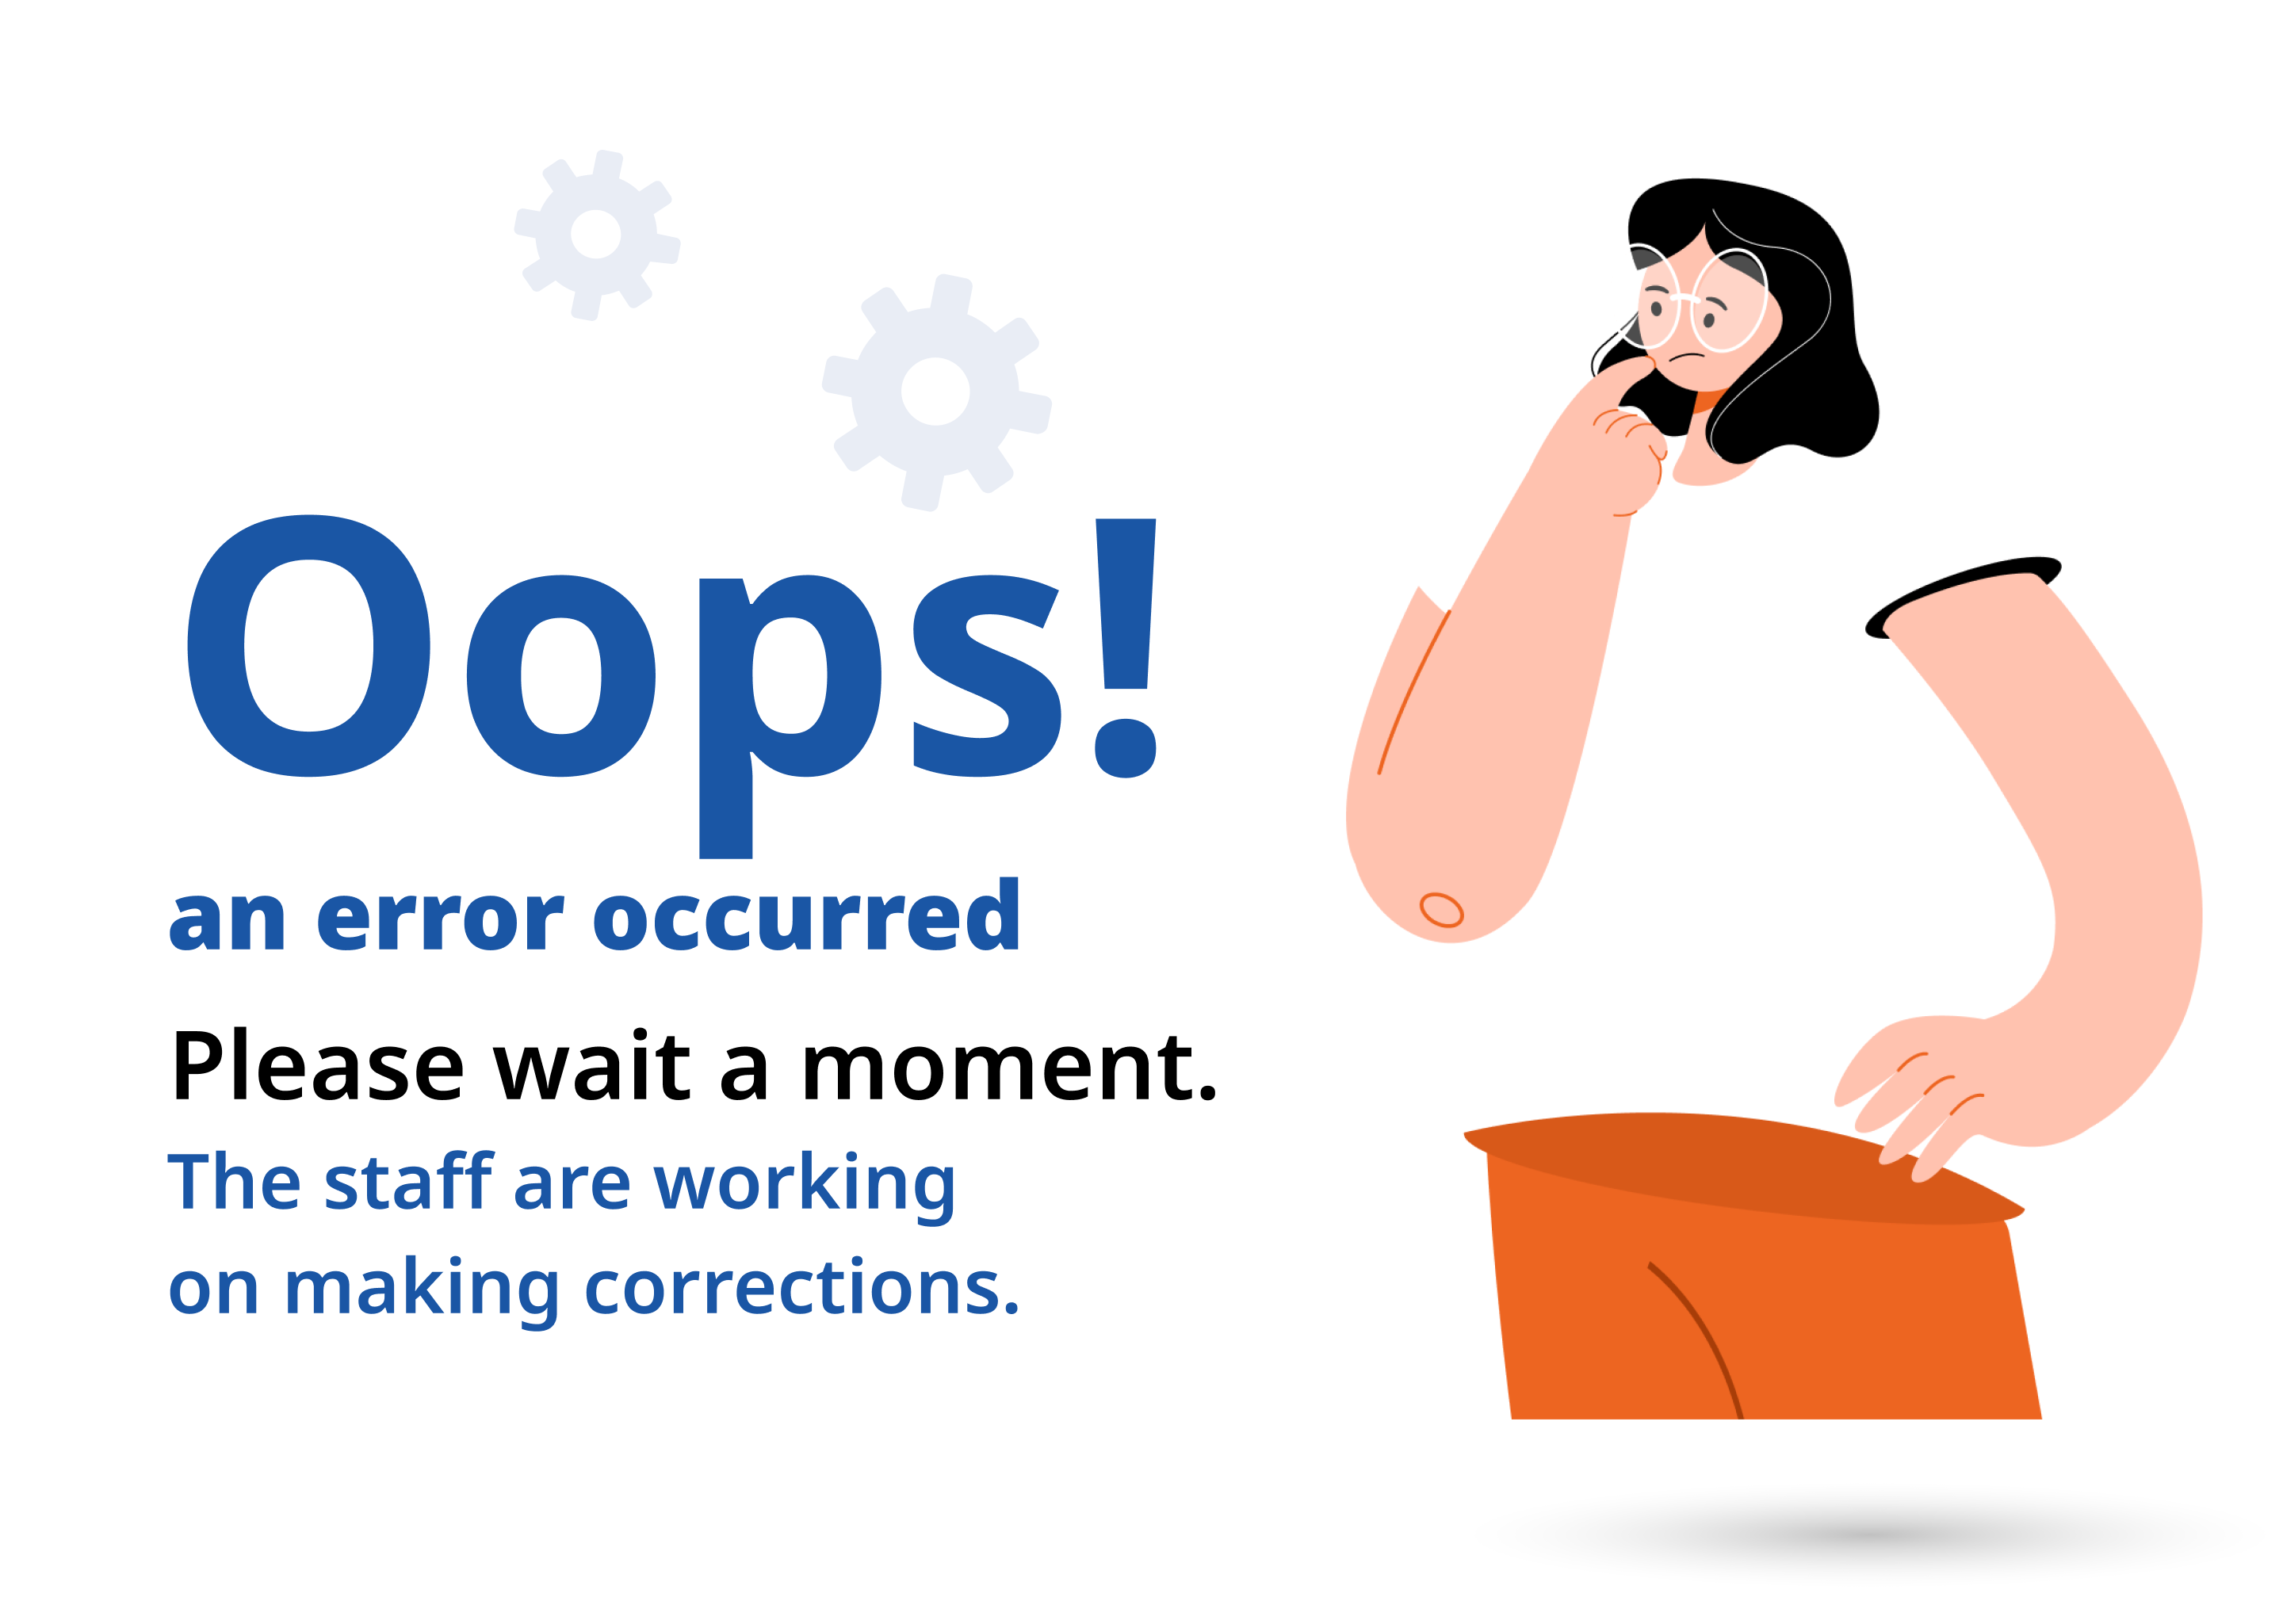 Oops!
an error occurred
Please wait a moment.
The staff are working
on making corrections.